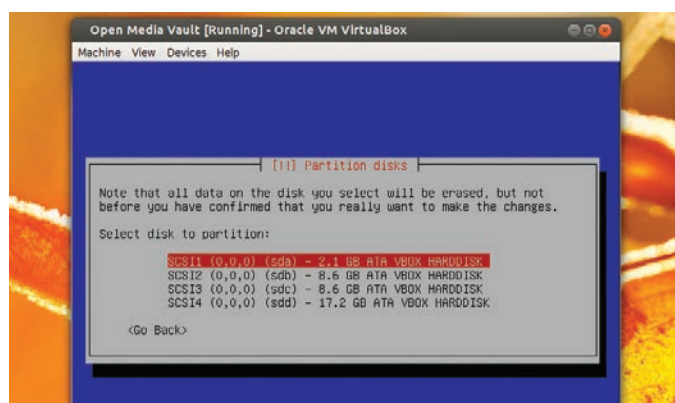 Open Media Vault [Running] - Oracle VM VirtualBox
Machine View Devices Help
[!!] Partition disks
Note that all data on the disk you select will be erased, but not
before you have confirmed that you really want to make the changes.
Select disk to partition:
SCSI1 (0,0,0) (sda) - 2.1 GB ATA VBOX HARDDISK
SCSI2 (0,0,0) (sdb) - 8.6 GB ATA VBOX HARDDISK
SCSI3 (0,0,0) (sdc) - 8.6 GB ATA VBOX HARDDISK
SCSI4 (0,0,0) (sdd) - 17.2 GB ATA VBOX HARDDISK
<Go Back>